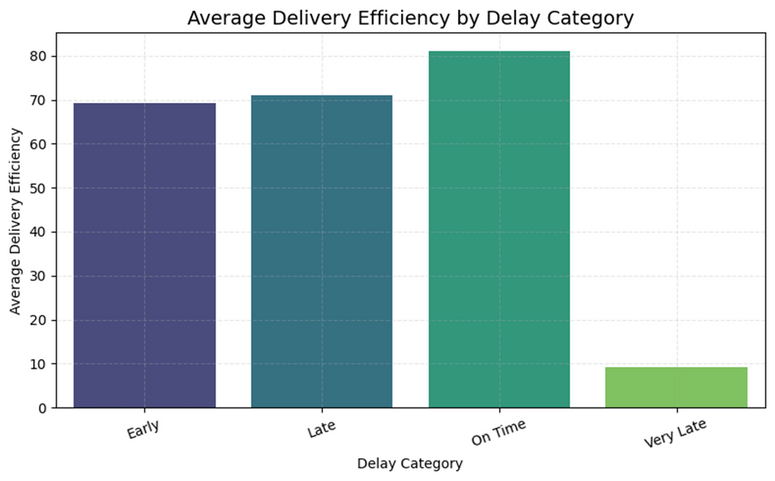 Average Delivery Efficiency by Delay Category
Average Delivery Efficiency
80
70
60
50
40
30
20
10
0
Early
Late
On Time
Very Late
Delay Category